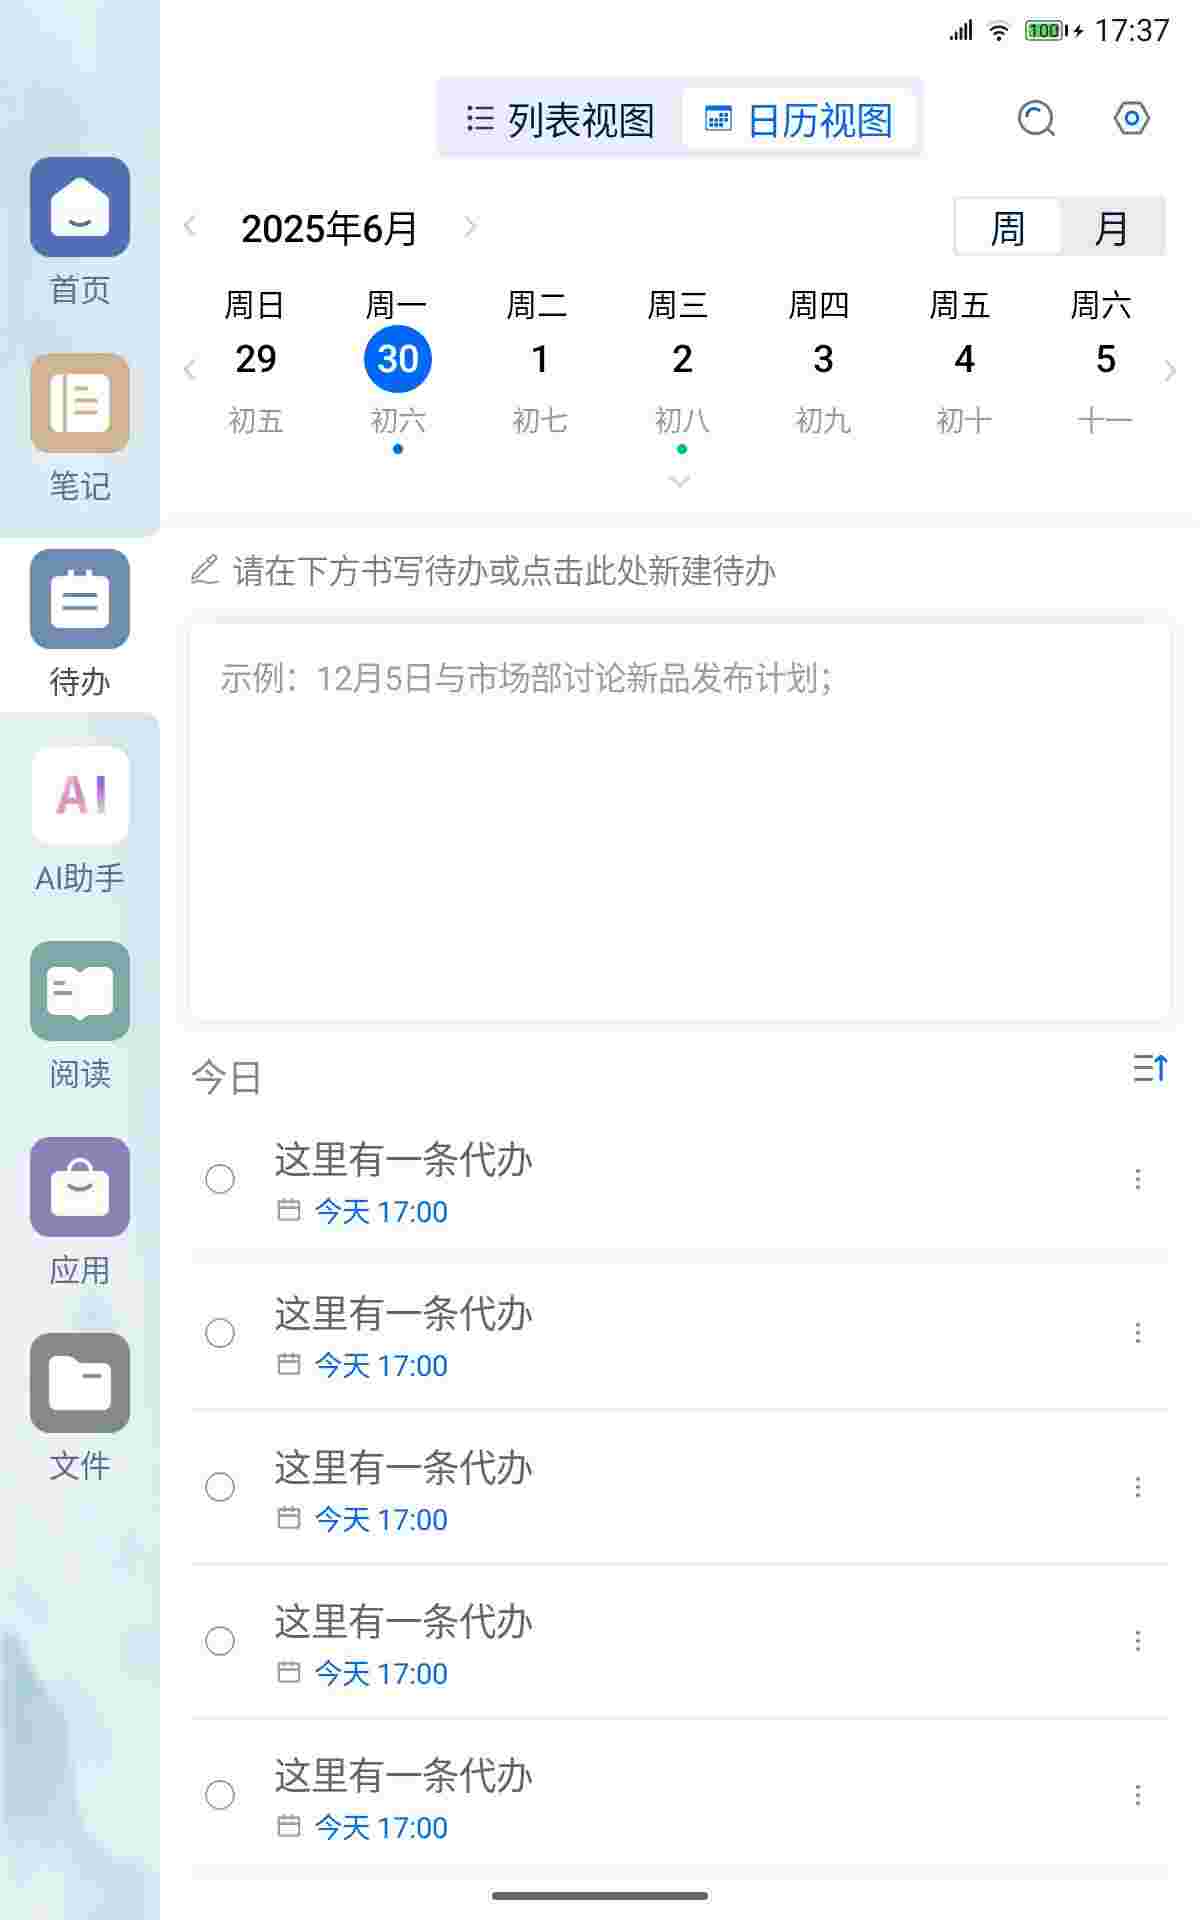 100 17:37
列表视图 日历视图
2025年6月 周 月
周日 周一 周二 周三 周四 周五 周六
29 30 1 2 3 4 5
初五 初六 初七 初八 初九 初十 十一
首页
笔记
待办
AI
AI助手
阅读
应用
文件
请在下方书写待办或点击此处新建待办
示例：12月5日与市场部讨论新品发布计划；
今日
这里有一条代办
今天 17:00
这里有一条代办
今天 17:00
这里有一条代办
今天 17:00
这里有一条代办
今天 17:00
这里有一条代办
今天 17:00